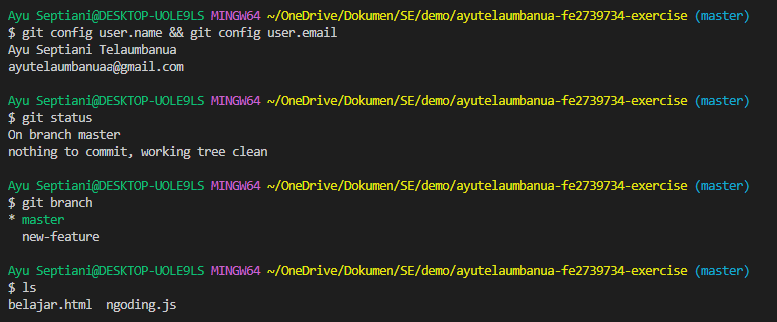 Ayu Septiani@DESKTOP-UOLE9LS MINGW64 ~/OneDrive/Dokumen/SE/demo/ayutelaumbanua-fe2739734-exercise (master)
$ git config user.name && git config user.email
Ayu Septiani Telaumbanua
ayutelaumbanuaa@gmail.com
Ayu Septiani@DESKTOP-UOLE9LS MINGW64 ~/OneDrive/Dokumen/SE/demo/ayutelaumbanua-fe2739734-exercise (master)
$ git status
On branch master
nothing to commit, working tree clean
Ayu Septiani@DESKTOP-UOLE9LS MINGW64 ~/OneDrive/Dokumen/SE/demo/ayutelaumbanua-fe2739734-exercise (master)
$ git branch
* master
  new-feature
Ayu Septiani@DESKTOP-UOLE9LS MINGW64 ~/OneDrive/Dokumen/SE/demo/ayutelaumbanua-fe2739734-exercise (master)
$ ls
belajar.html  ngoding.js